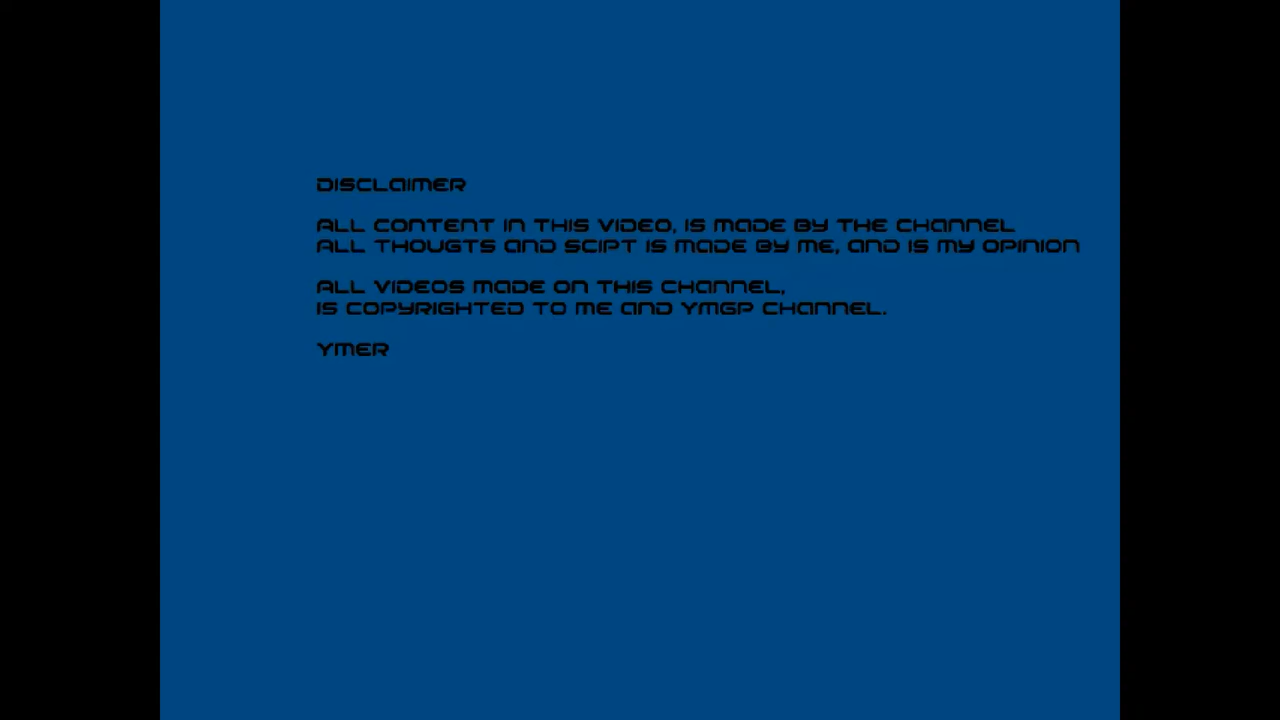 DISCLAIMER
ALL CONTENT IN THIS VIDEO, IS MADE BY THE CHANNEL
ALL THOUGTS AND SCIPT IS MADE BY ME, AND IS MY OPINION
ALL VIDEOS MADE ON THIS CHANNEL,
IS COPYRIGHTED TO ME AND YMGP CHANNEL.
YMER